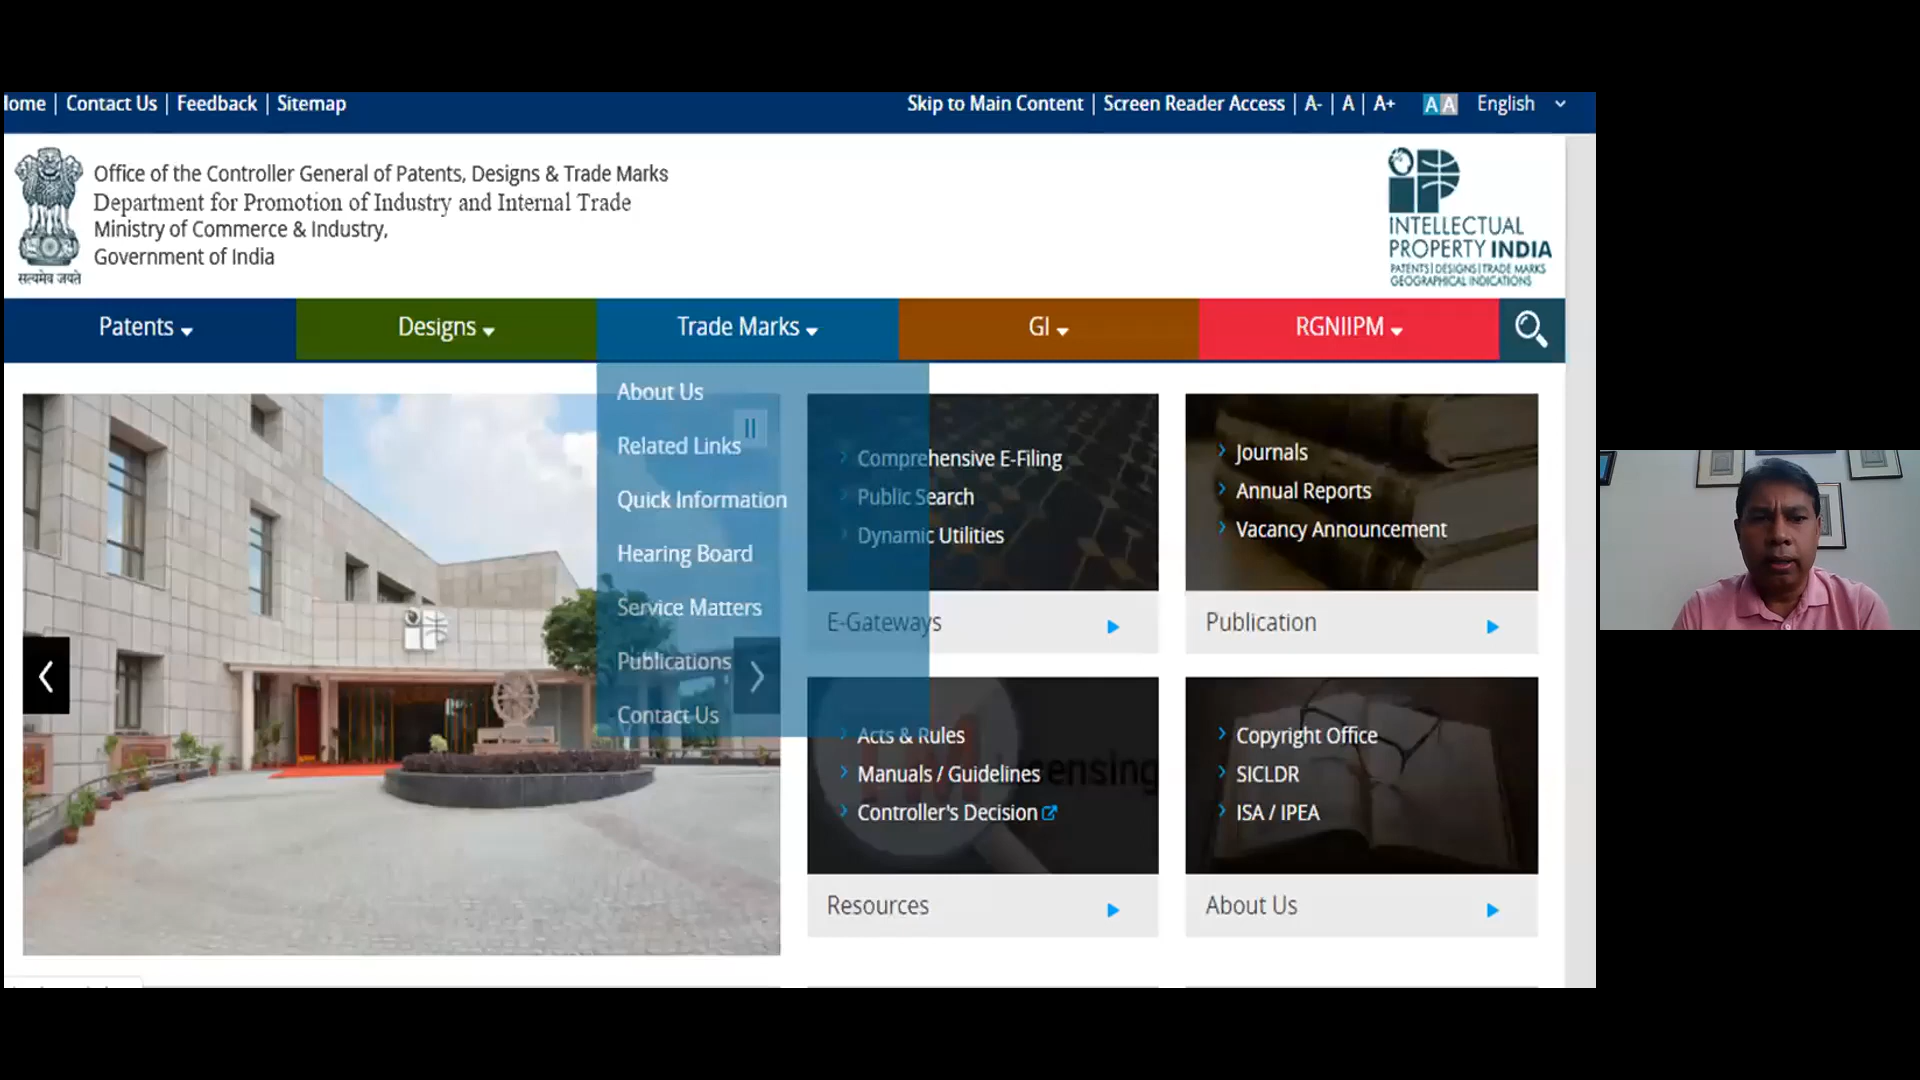 lome | Contact Us | Feedback | Sitemap
Skip to Main Content | Screen Reader Access | A- | A | A+ AA English
Office of the Controller General of Patents, Designs & Trade Marks
Department for Promotion of Industry and Internal Trade
Ministry of Commerce & Industry,
Government of India
सत्यमेव जयते
INTELLECTUAL
PROPERTY INDIA
PATENTS | DESIGNS | TRADE MARKS
GEOGRAPHICAL INDICATIONS
Patents
Designs
Trade Marks
GI
RGNIIPM
About Us
Related Links
Quick Information
Hearing Board
Service Matters
Publications
Contact Us
Comprehensive E-Filing
Public Search
Dynamic Utilities
E-Gateways
Journals
Annual Reports
Vacancy Announcement
Publication
Acts & Rules
Manuals / Guidelines
Controller's Decision
ensing
Resources
Copyright Office
SICLDR
ISA / IPEA
About Us